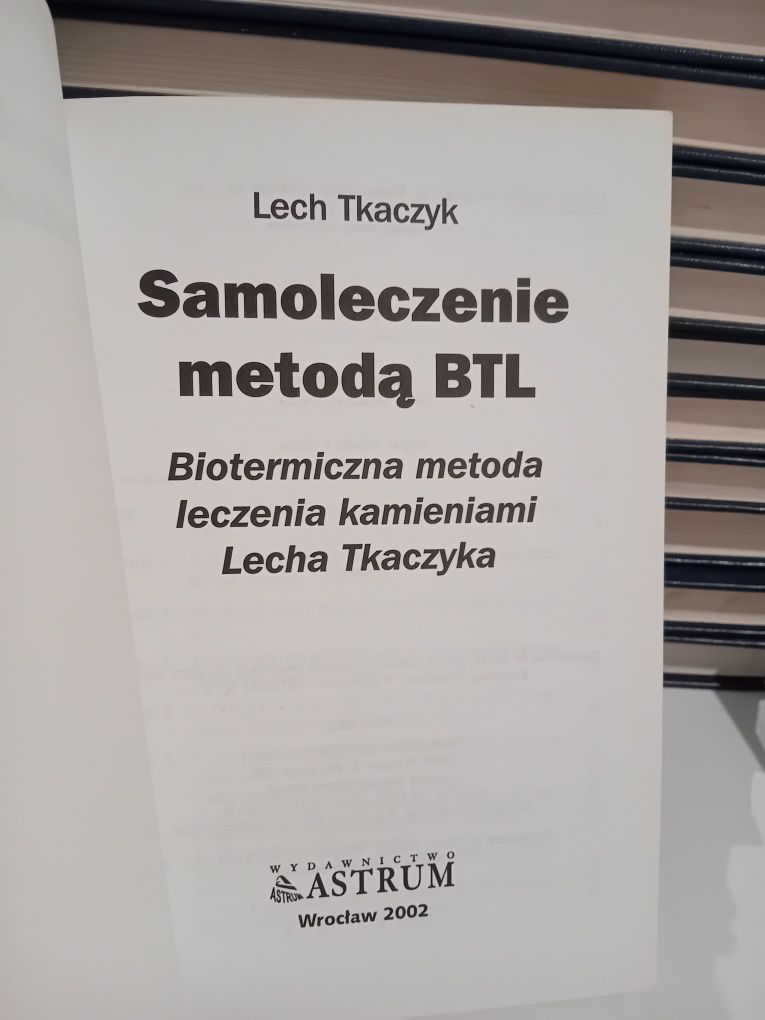 Lech Tkaczyk
Samoleczenie
metodą BTL
Biotermiczna metoda
leczenia kamieniami
Lecha Tkaczyka
WYDAWNICTWO
ASTRUM ASTRUM
Wrocław 2002